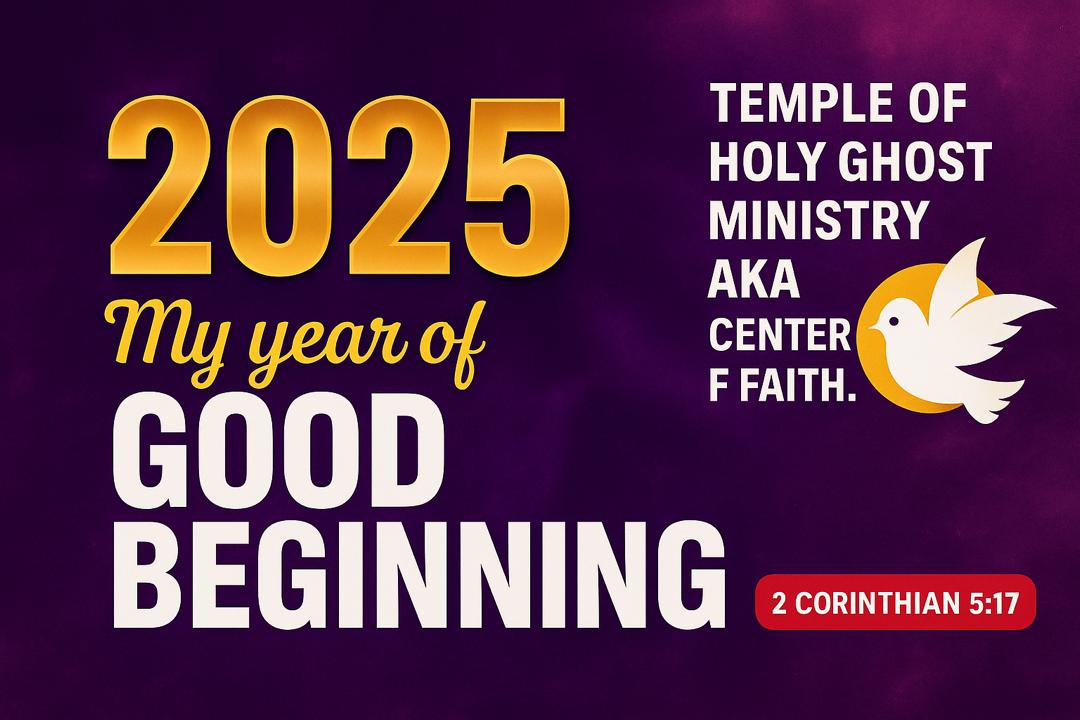 2025
My year of
GOOD
BEGINNING
TEMPLE OF
HOLY GHOST
MINISTRY
AKA
CENTER
F FAITH.
2 CORINTHIAN 5:17